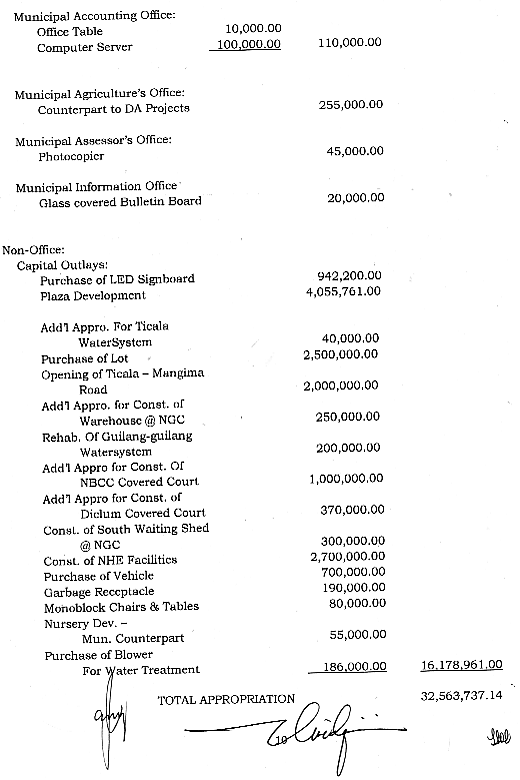 Municipal Accounting Office:
Office Table 10,000.00
Computer Server 100,000.00 110,000.00
Municipal Agriculture's Office:
Counterpart to DA Projects 255,000.00
Municipal Assessor's Office:
Photocopier 45,000.00
Municipal Information Office
Glass covered Bulletin Board 20,000.00
Non-Office:
Capital Outlays:
Purchase of LED Signboard 942,200.00
Plaza Development 4,055,761.00
Add'l Appro. For Ticala
WaterSystem 40,000.00
Purchase of Lot 2,500,000.00
Opening of Ticala – Mangima
Road 2,000,000.00
Add'l Appro. for Const. of
Warehouse @ NGC 250,000.00
Rehab. Of Guilang-guilang
Watersystem 200,000.00
Add'l Appro for Const. Of
NBCC Covered Court 1,000,000.00
Add'l Appro for Const. of
Diclum Covered Court 370,000.00
Const. of South Waiting Shed
@ NGC 300,000.00
Const. of NHE Facilities 2,700,000.00
Purchase of Vehicle 700,000.00
Garbage Receptacle 190,000.00
Monoblock Chairs & Tables 80,000.00
Nursery Dev. –
Mun. Counterpart 55,000.00
Purchase of Blower
For Water Treatment 186,000.00 16,178,961.00
TOTAL APPROPRIATION 32,563,737.14